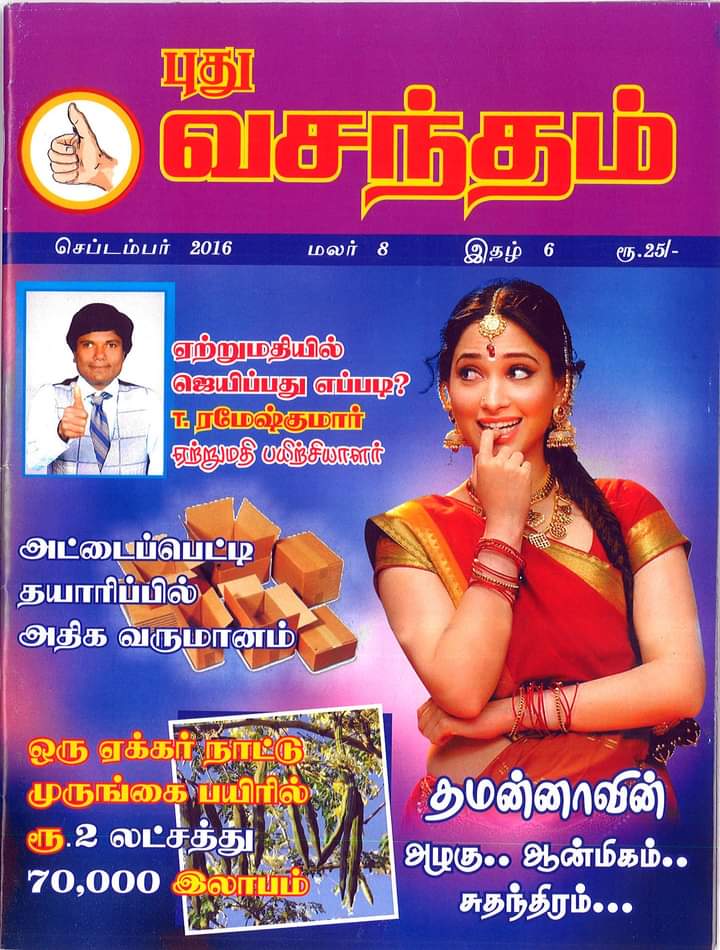 புது
வசந்தம்
செப்டம்பர் 2016 மலர் 8 இதழ் 6 ரூ.25/-
ஏற்றுமதியில்
ஜெயிப்பது எப்படி?
T. ரமேஷ்குமார்
ஏற்றுமதி பயிற்சியாளர்
அட்டைப்பெட்டி
தயாரிப்பில்
அதிக வருமானம்
ஒரு ஏக்கர் நாட்டு
முருங்கை பயிரில்
ரூ.2 லட்சத்து
70,000 இலாபம்
தமன்னாவின்
அழகு.. ஆன்மிகம்..
சுதந்திரம்...